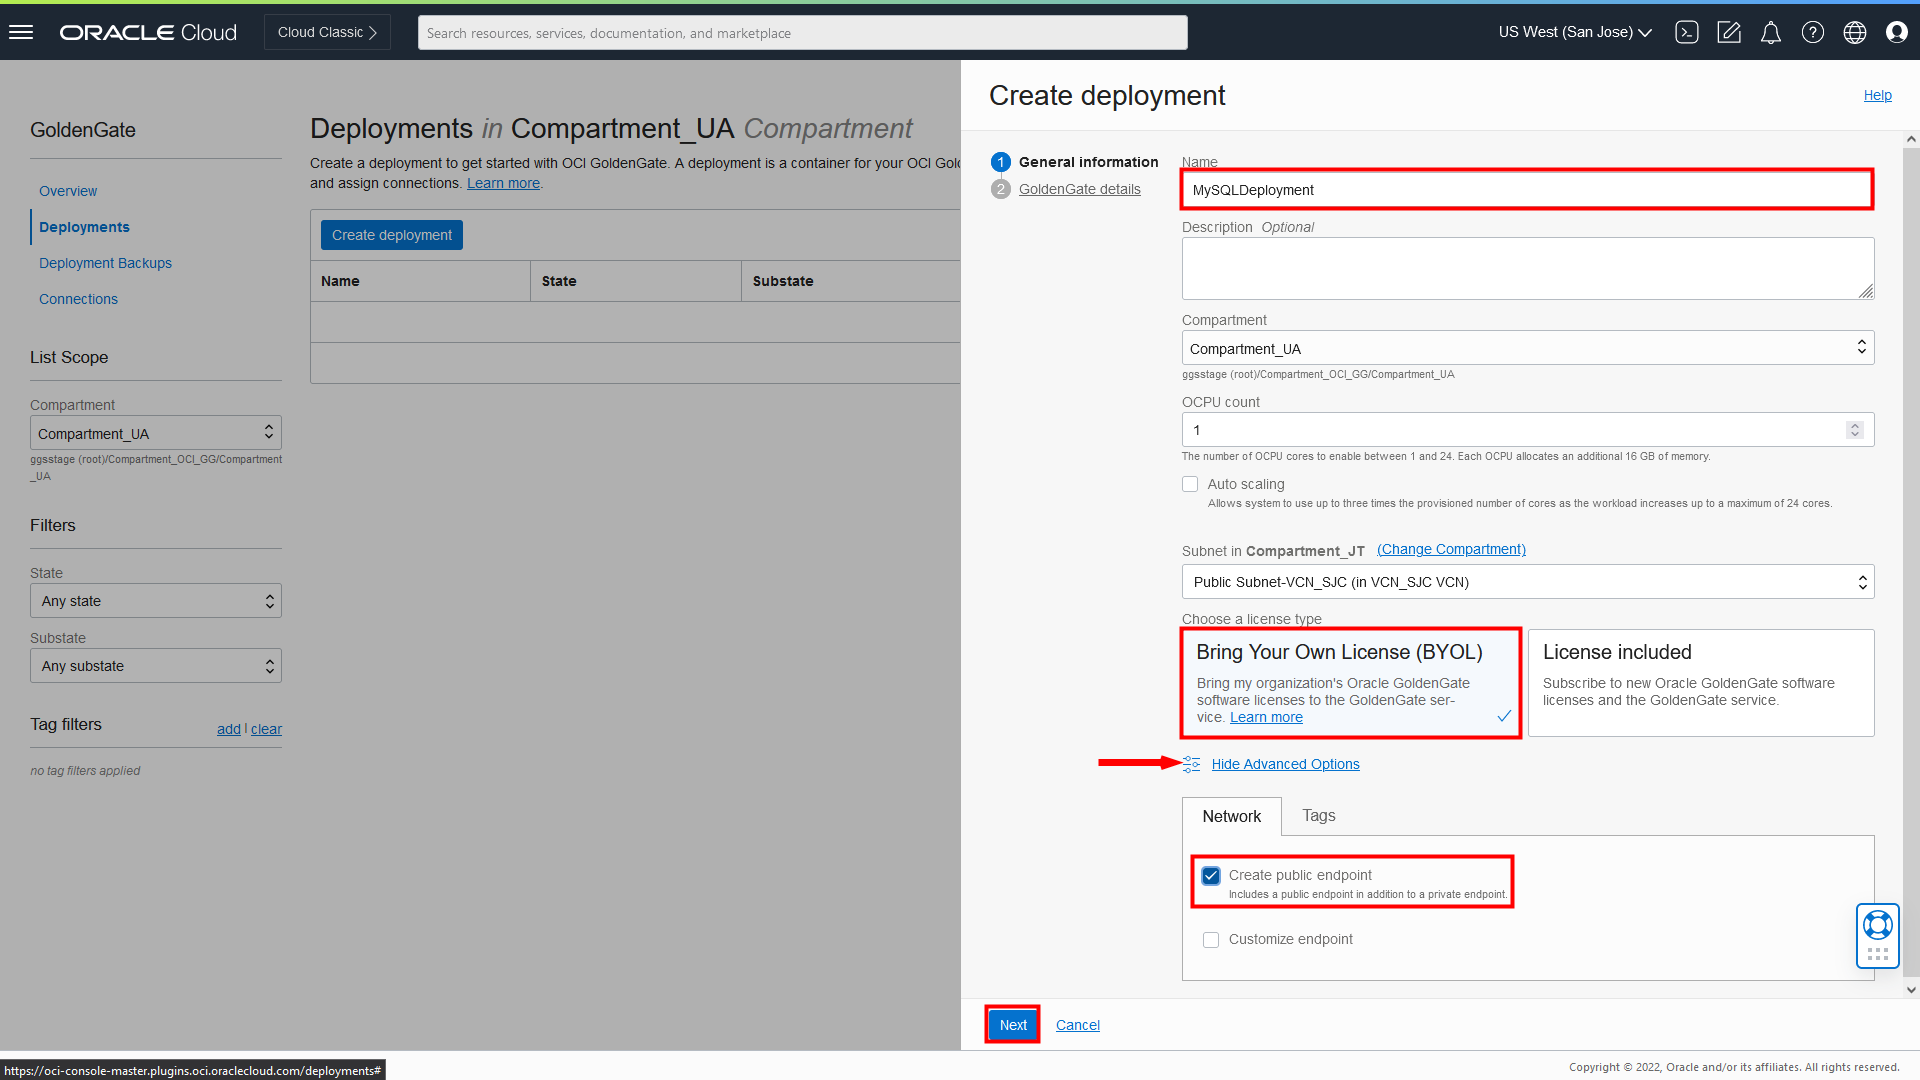 ORACLE Cloud
Cloud Classic
Search resources, services, documentation, and marketplace
US West (San Jose)
GoldenGate
Overview
Deployments
Deployment Backups
Connections
List Scope
Compartment
Compartment_UA
ggsstage (root)/Compartment_OCI_GG/Compartment
_UA
Filters
State
Any state
Substate
Any substate
Tag filters
add | clear
no tag filters applied
Deployments in Compartment_UA Compartment
Create a deployment to get started with OCI GoldenGate. A deployment is a container for your OCI Gol
and assign connections. Learn more.
Create deployment
Name State Substate
Create deployment
Help
1 General information
2 GoldenGate details
Name
MySQLDeployment
Description Optional
Compartment
Compartment_UA
ggsstage (root)/Compartment_OCI_GG/Compartment_UA
OCPU count
1
The number of OCPU cores to enable between 1 and 24. Each OCPU allocates an additional 16 GB of memory.
Auto scaling
Allows system to use up to three times the provisioned number of cores as the workload increases up to a maximum of 24 cores.
Subnet in Compartment_JT (Change Compartment)
Public Subnet-VCN_SJC (in VCN_SJC VCN)
Choose a license type
Bring Your Own License (BYOL)
Bring my organization's Oracle GoldenGate
software licenses to the GoldenGate ser-
vice. Learn more
License included
Subscribe to new Oracle GoldenGate software
licenses and the GoldenGate service.
Hide Advanced Options
Network
Tags
Create public endpoint
Includes a public endpoint in addition to a private endpoint.
Customize endpoint
Next
Cancel
https://oci-console-master.plugins.oci.oraclecloud.com/deployments#
Copyright © 2022, Oracle and/or its affiliates. All rights reserved.